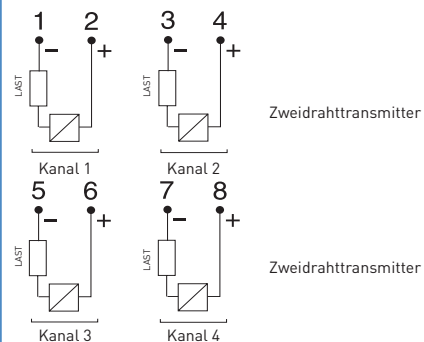 1 2 3 4
- + - +
LAST LAST
Zweidrahttransmitter
Kanal 1 Kanal 2
5 6 7 8
- + - +
LAST LAST
Zweidrahttransmitter
Kanal 3 Kanal 4